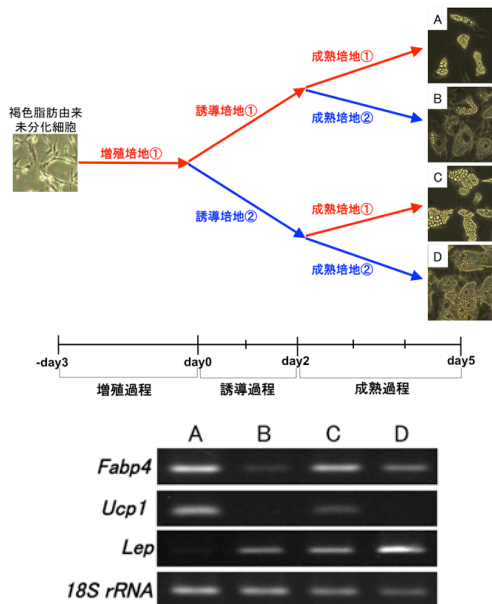 A
成熟培地①
誘導培地①
褐色脂肪由来
未分化細胞
B
成熟培地②
増殖培地①
C
成熟培地①
誘導培地②
D
成熟培地②
-day3
day0
day2
day5
増殖過程
誘導過程
成熟過程
A B C D
Fabp4
Ucp1
Lep
18S rRNA